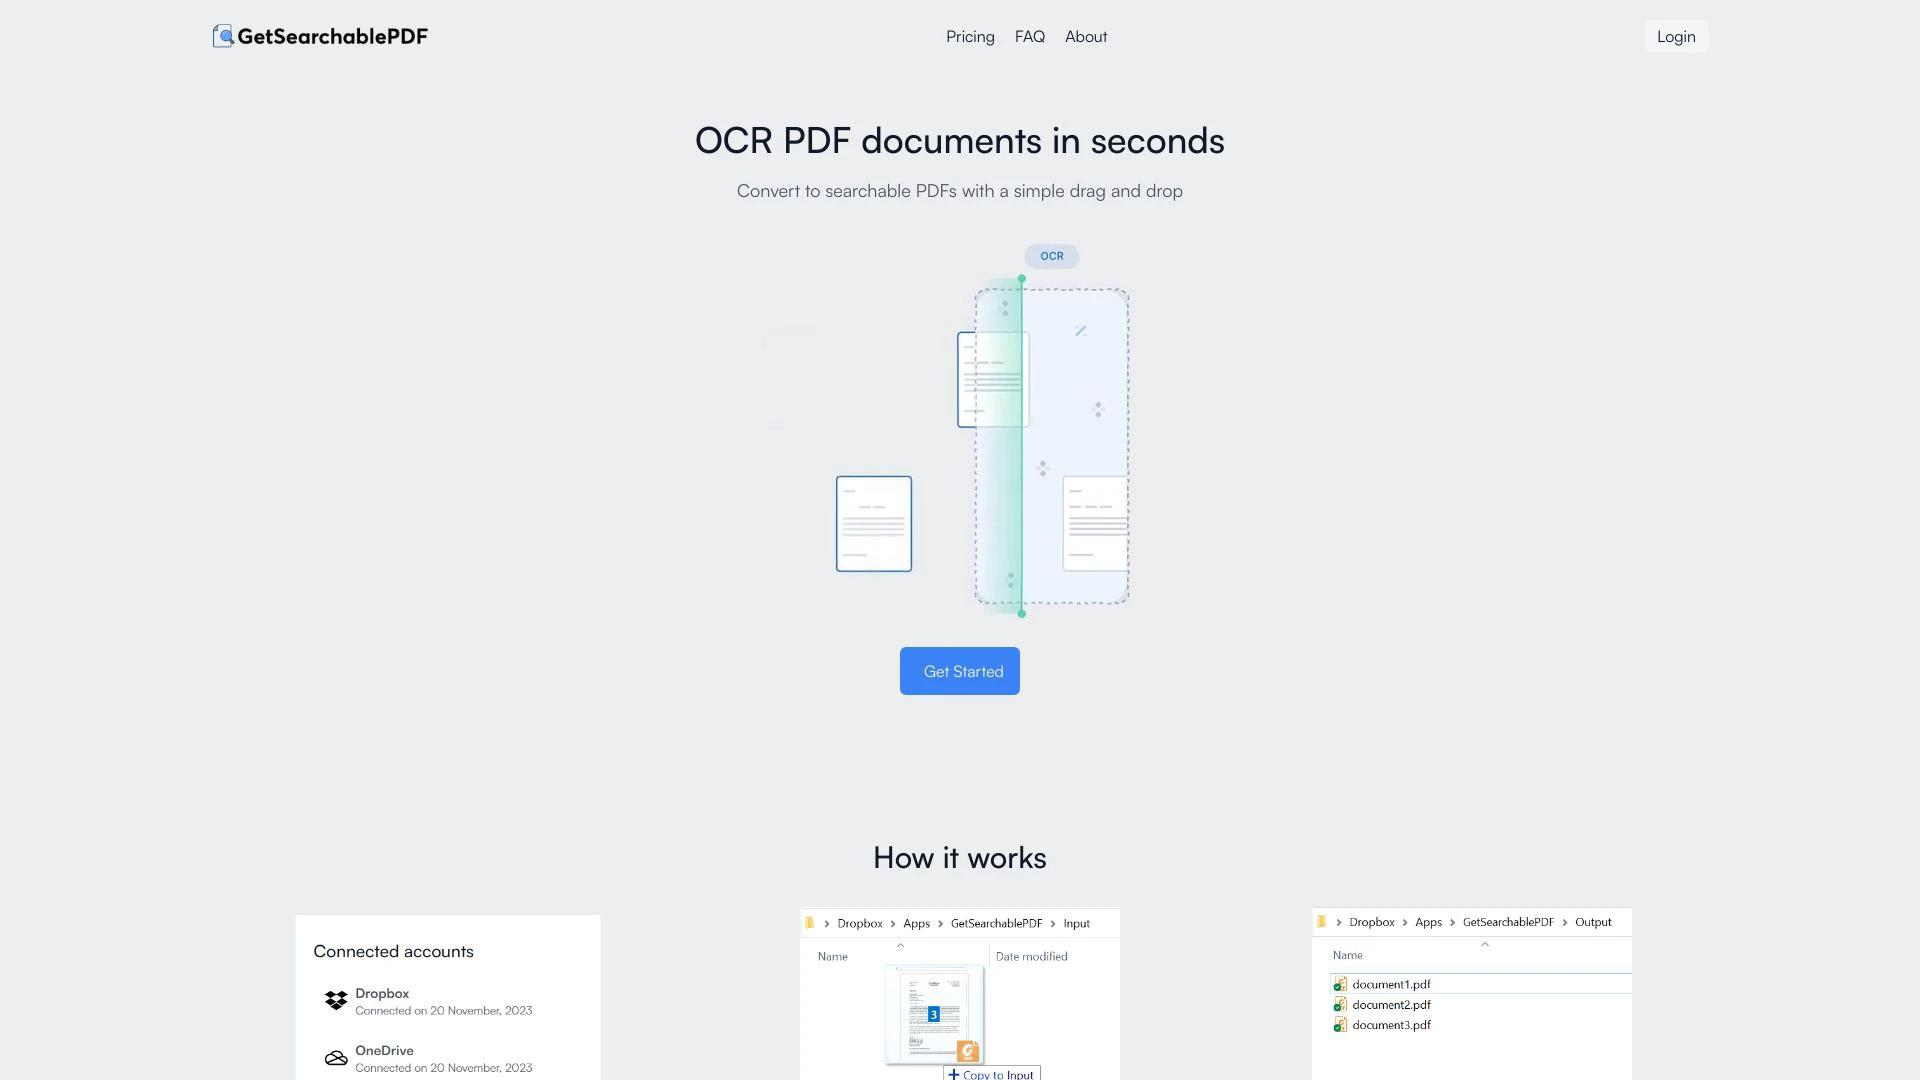 GetSearchablePDF
Pricing FAQ About
Login
OCR PDF documents in seconds
Convert to searchable PDFs with a simple drag and drop
OCR
Get Started
How it works
Connected accounts
Dropbox
Connected on 20 November, 2023
OneDrive
Connected on 20 November, 2023
Dropbox > Apps > GetSearchablePDF > Input
Name Date modified
3
Copy to Input
Dropbox > Apps > GetSearchablePDF > Output
Name
document1.pdf
document2.pdf
document3.pdf